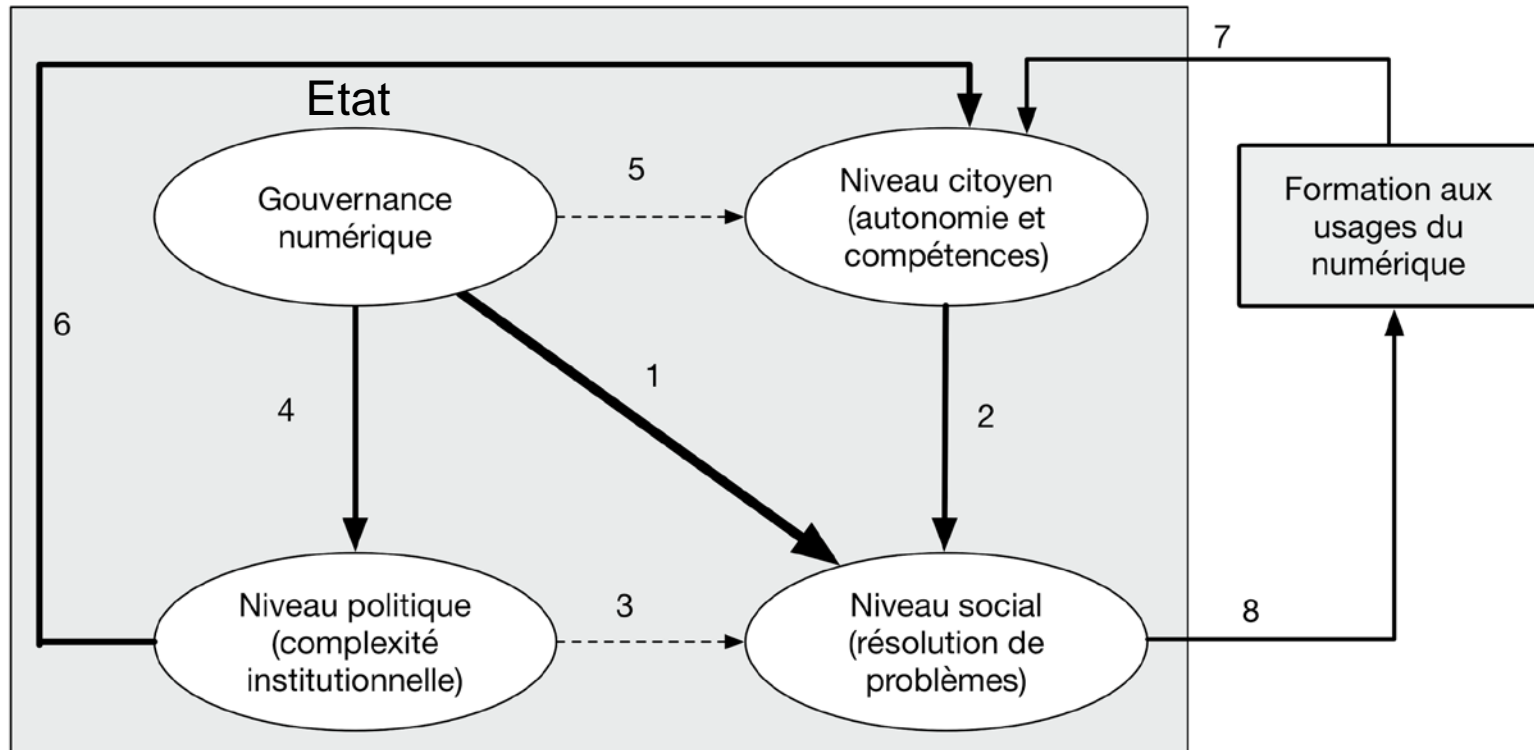 7
Etat
5
Gouvernance
numérique
Niveau citoyen
(autonomie et
compétences)
Formation aux
usages du
numérique
6
4
1
2
Niveau politique
(complexité
institutionnelle)
3
Niveau social
(résolution de
problèmes)
8